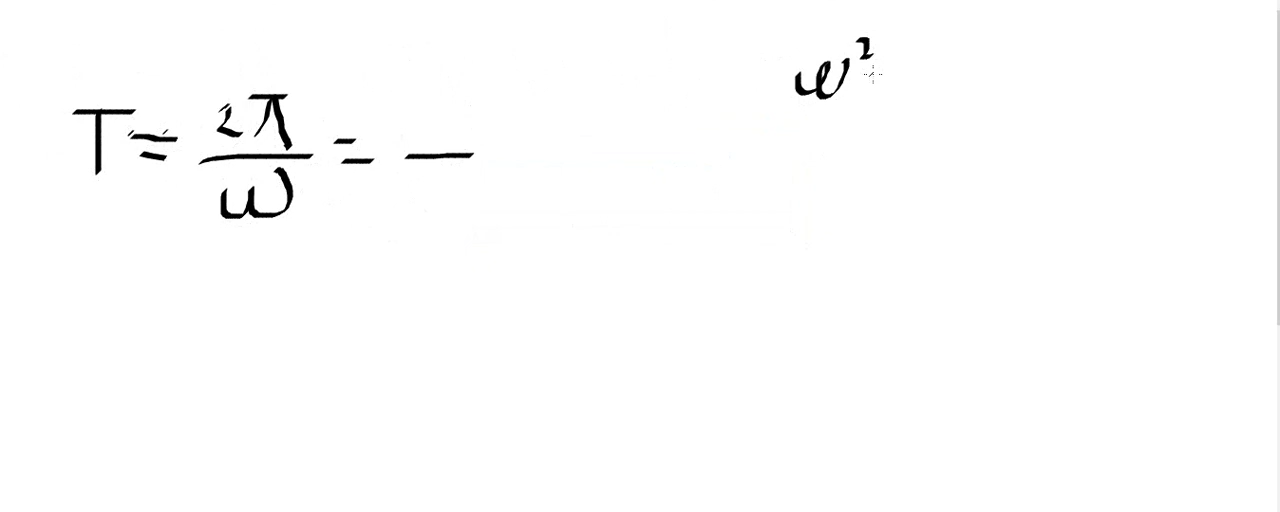 T = 2π/ω = —
ω²